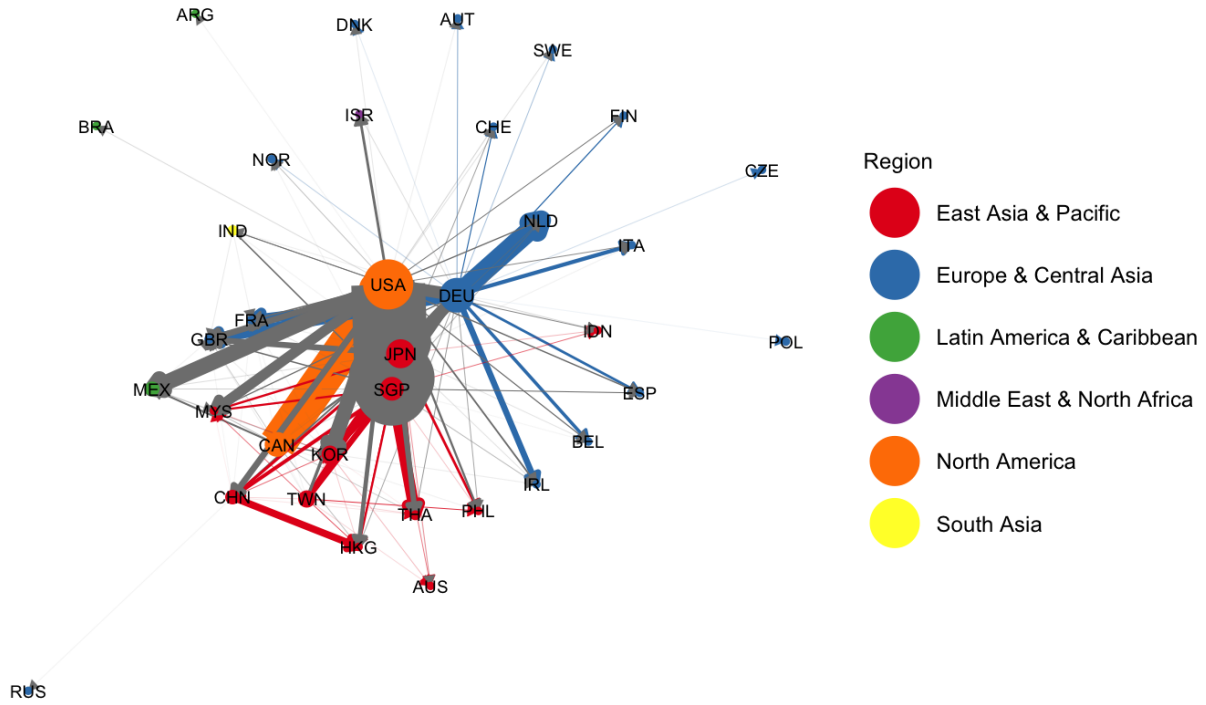 ARG
DNK
AUT
SWE
BRA
ISR
CHE
FIN
NOR
CZE
IND
NLD
ITA
USA
DEU
FRA
GBR
IDN
POL
JPN
MEX
SGP
ESP
MYS
CAN
KOR
BEL
IRL
CHN
TWN
THA
PHL
HKG
AUS
RUS
Region
East Asia & Pacific
Europe & Central Asia
Latin America & Caribbean
Middle East & North Africa
North America
South Asia